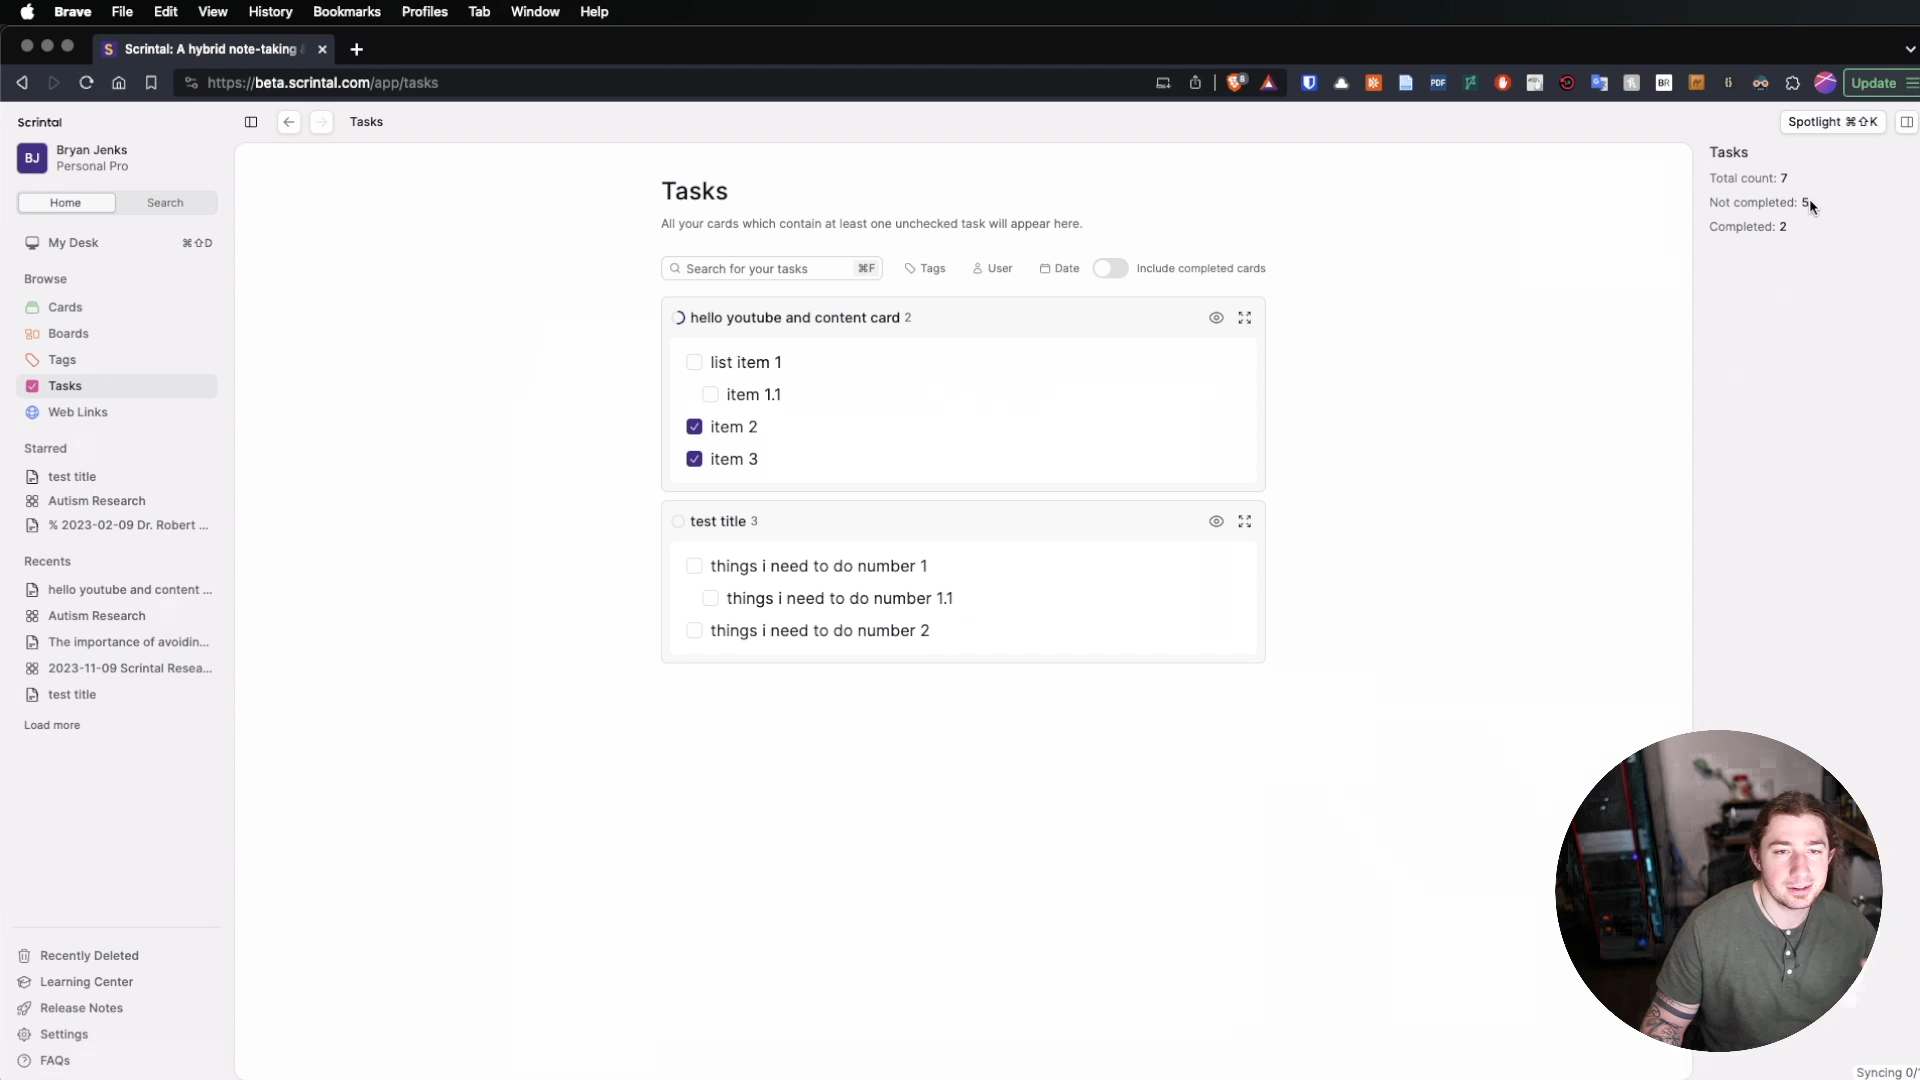 Brave File Edit View History Bookmarks Profiles Tab Window Help
S Scrintal: A hybrid note-taking
https://beta.scrintal.com/app/tasks
8
PDF
BR
Update
Scrintal
Tasks
Spotlight ⌘⇧K
BJ
Bryan Jenks
Personal Pro
Home Search
My Desk ⌘⇧D
Browse
Cards
Boards
Tags
Tasks
Web Links
Starred
test title
Autism Research
% 2023-02-09 Dr. Robert ...
Recents
hello youtube and content ...
Autism Research
The importance of avoidin...
2023-11-09 Scrintal Resea...
test title
Load more
Recently Deleted
Learning Center
Release Notes
Settings
FAQs
Tasks
All your cards which contain at least one unchecked task will appear here.
Search for your tasks ⌘F Tags User Date Include completed cards
hello youtube and content card 2
list item 1
item 1.1
item 2
item 3
test title 3
things i need to do number 1
things i need to do number 1.1
things i need to do number 2
Tasks
Total count: 7
Not completed: 5
Completed: 2
Syncing 0/